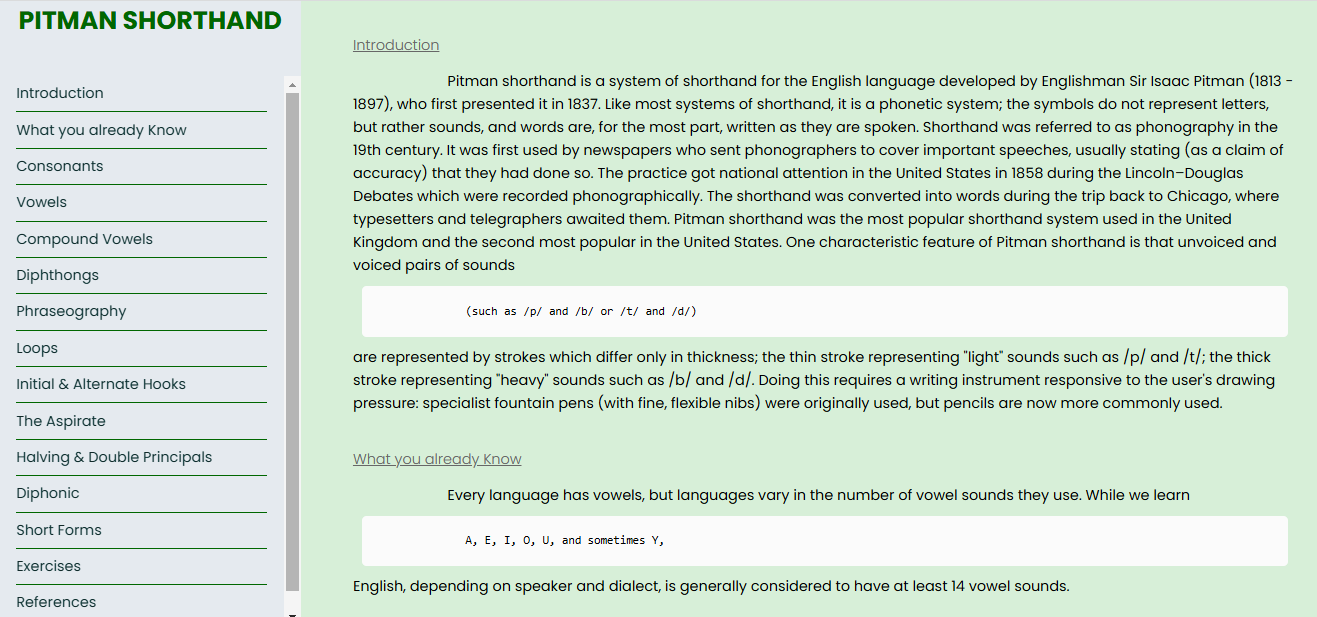 PITMAN SHORTHAND
Introduction
What you already Know
Consonants
Vowels
Compound Vowels
Diphthongs
Phraseography
Loops
Initial & Alternate Hooks
The Aspirate
Halving & Double Principals
Diphonic
Short Forms
Exercises
References
Introduction
Pitman shorthand is a system of shorthand for the English language developed by Englishman Sir Isaac Pitman (1813 -
1897), who first presented it in 1837. Like most systems of shorthand, it is a phonetic system; the symbols do not represent letters,
but rather sounds, and words are, for the most part, written as they are spoken. Shorthand was referred to as phonography in the
19th century. It was first used by newspapers who sent phonographers to cover important speeches, usually stating (as a claim of
accuracy) that they had done so. The practice got national attention in the United States in 1858 during the Lincoln–Douglas
Debates which were recorded phonographically. The shorthand was converted into words during the trip back to Chicago, where
typesetters and telegraphers awaited them. Pitman shorthand was the most popular shorthand system used in the United
Kingdom and the second most popular in the United States. One characteristic feature of Pitman shorthand is that unvoiced and
voiced pairs of sounds
(such as /p/ and /b/ or /t/ and /d/)
are represented by strokes which differ only in thickness; the thin stroke representing "light" sounds such as /p/ and /t/; the thick
stroke representing "heavy" sounds such as /b/ and /d/. Doing this requires a writing instrument responsive to the user's drawing
pressure: specialist fountain pens (with fine, flexible nibs) were originally used, but pencils are now more commonly used.
What you already Know
Every language has vowels, but languages vary in the number of vowel sounds they use. While we learn
A, E, I, O, U, and sometimes Y,
English, depending on speaker and dialect, is generally considered to have at least 14 vowel sounds.